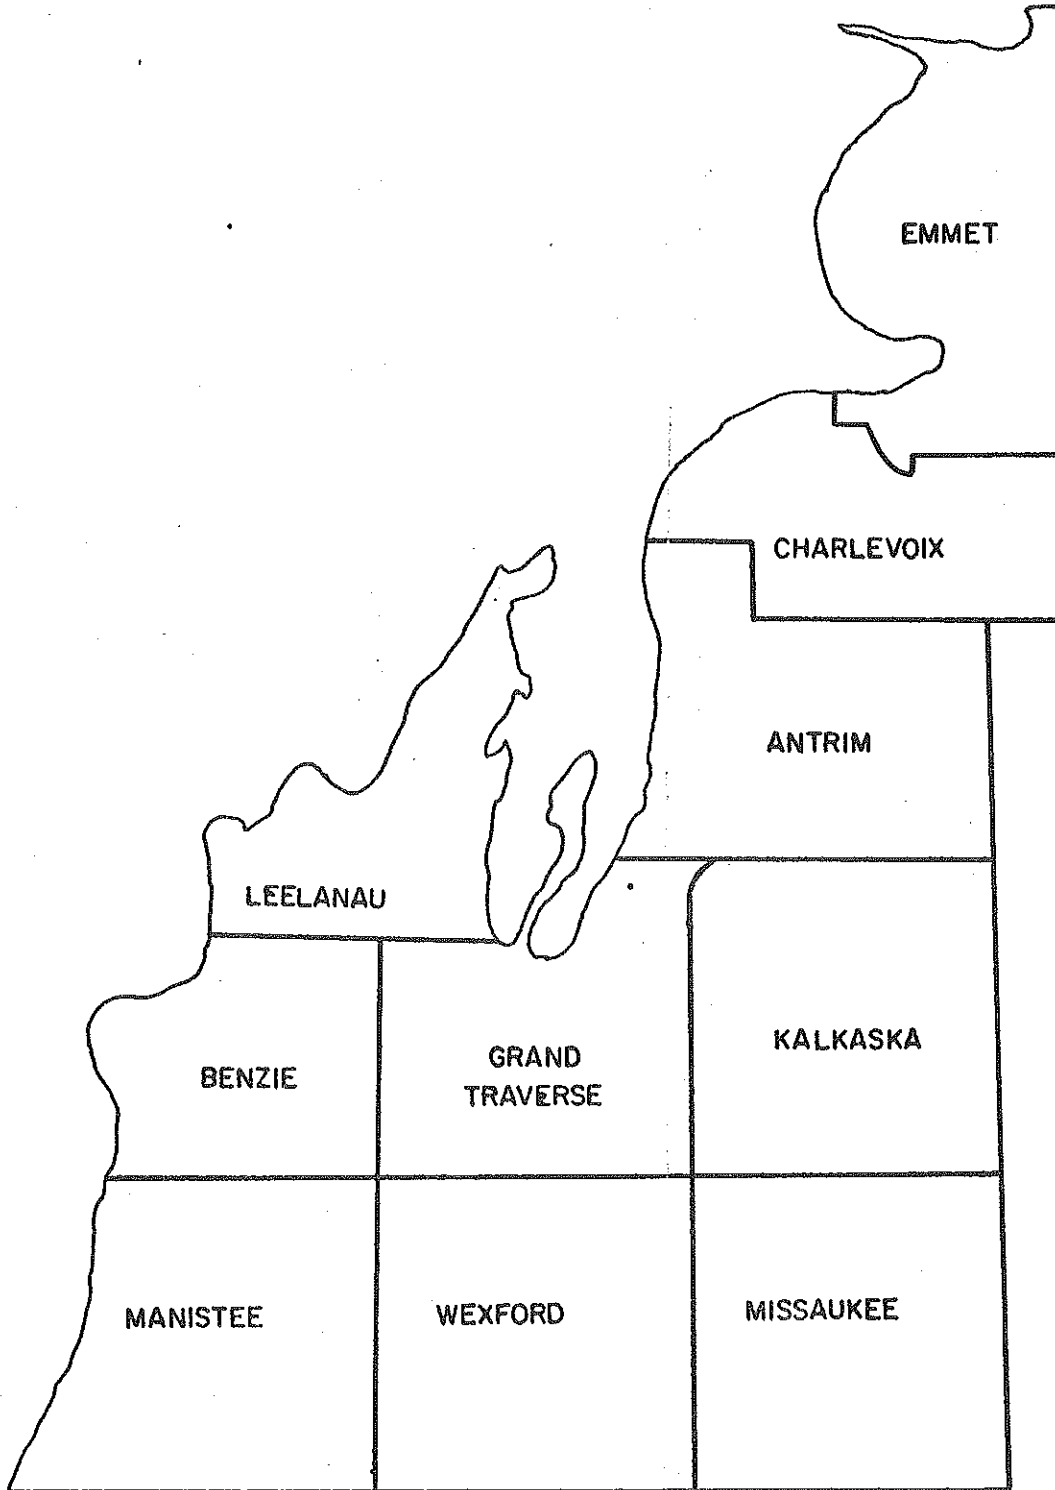 EMMET
CHARLEVOIX
ANTRIM
LEELANAU
KALKASKA
GRAND
TRAVERSE
BENZIE
MANISTEE
WEXFORD
MISSAUKEE